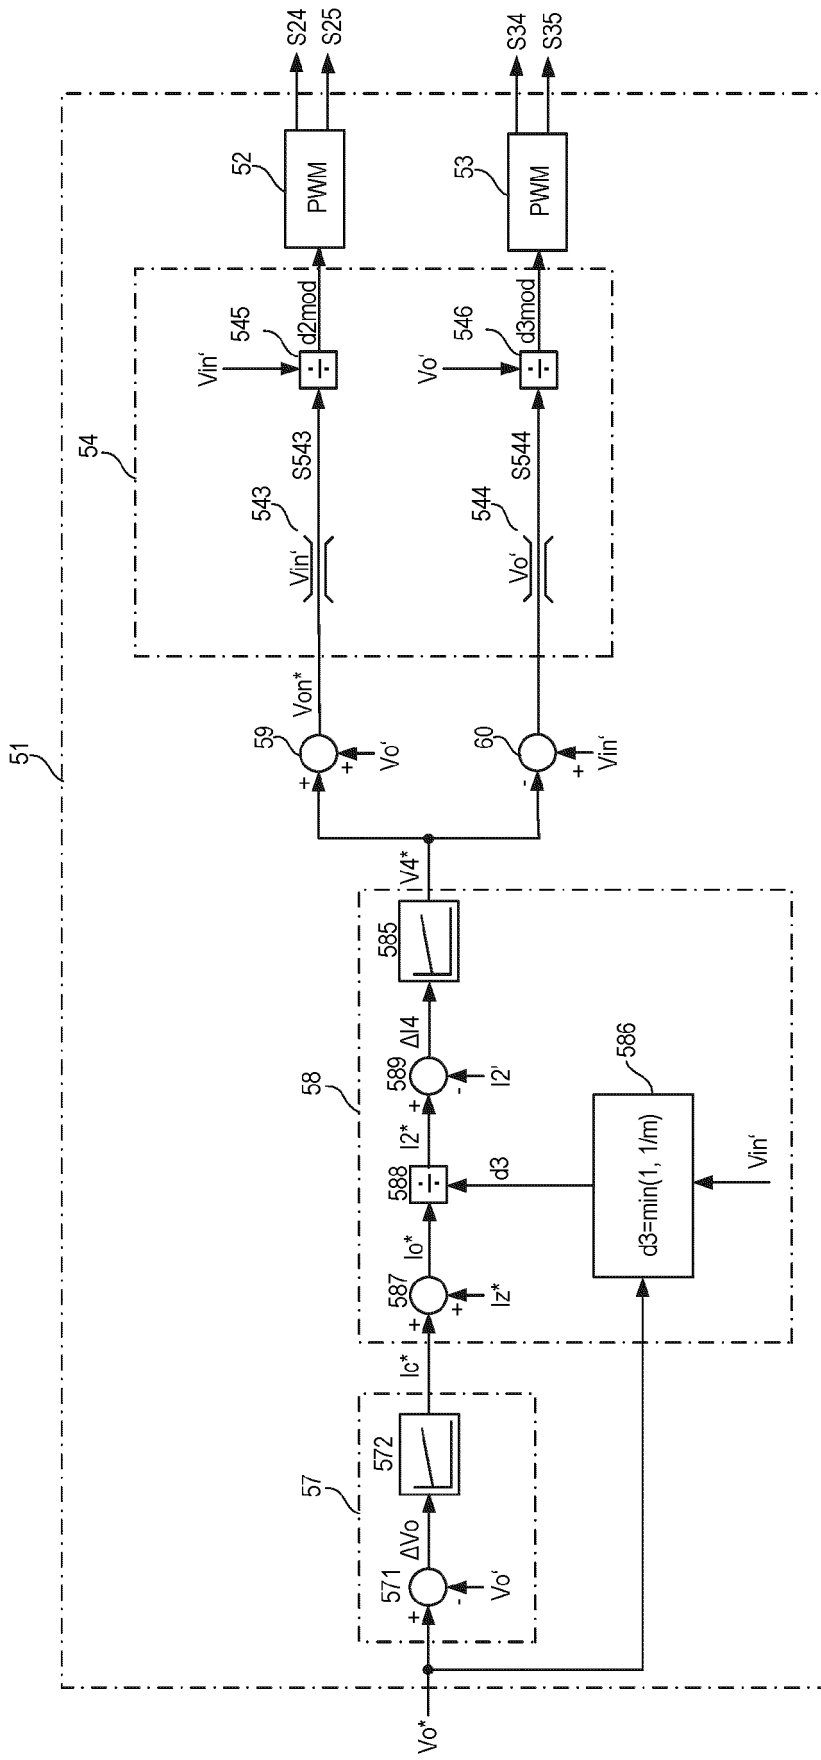 51
Vo*
57
571
+
-
Vo‘
ΔVo
572
Ic*
58
587
+
+
Iz*
Io*
588
÷
d3
586
d3=min(1, 1/m)
Vin‘
I2*
589
+
-
I2'
ΔI4
585
V4*
59
+
+
Vo‘
Von*
60
-
+
Vin‘
54
543
Vin‘
S543
545
Vin‘
÷
d2mod
544
Vo‘
S544
546
Vo‘
÷
d3mod
52
PWM
S24
S25
53
PWM
S34
S35